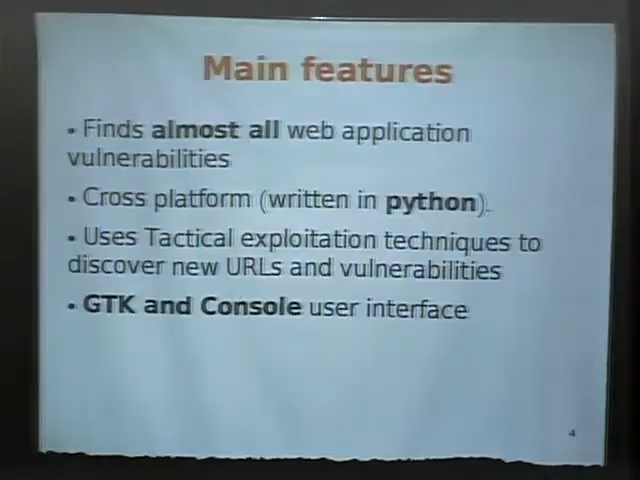 Main features
• Finds almost all web application
vulnerabilities
• Cross platform (written in python).
• Uses Tactical exploitation techniques to
discover new URLs and vulnerabilities
• GTK and Console user interface
4